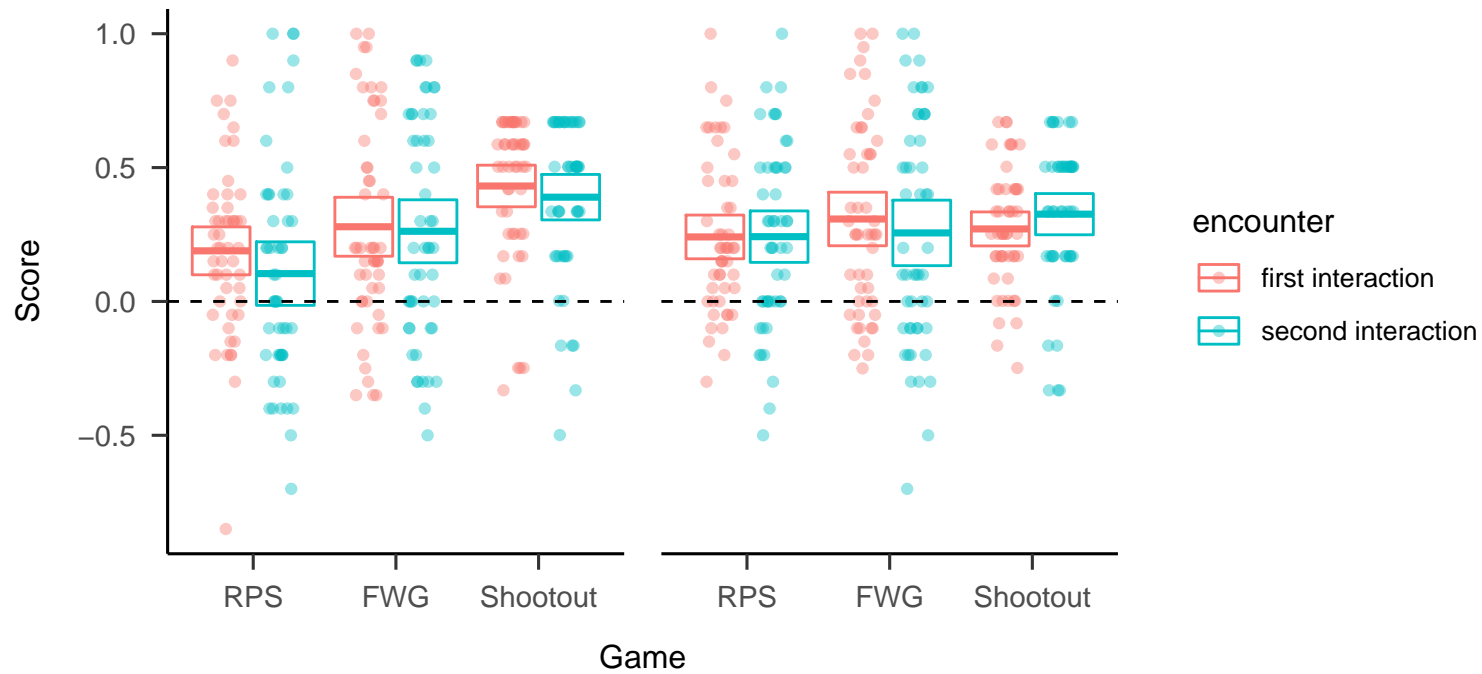 1.0
0.5
0.0
−0.5
Score
RPS FWG Shootout RPS FWG Shootout
Game
encounter
first interaction
second interaction